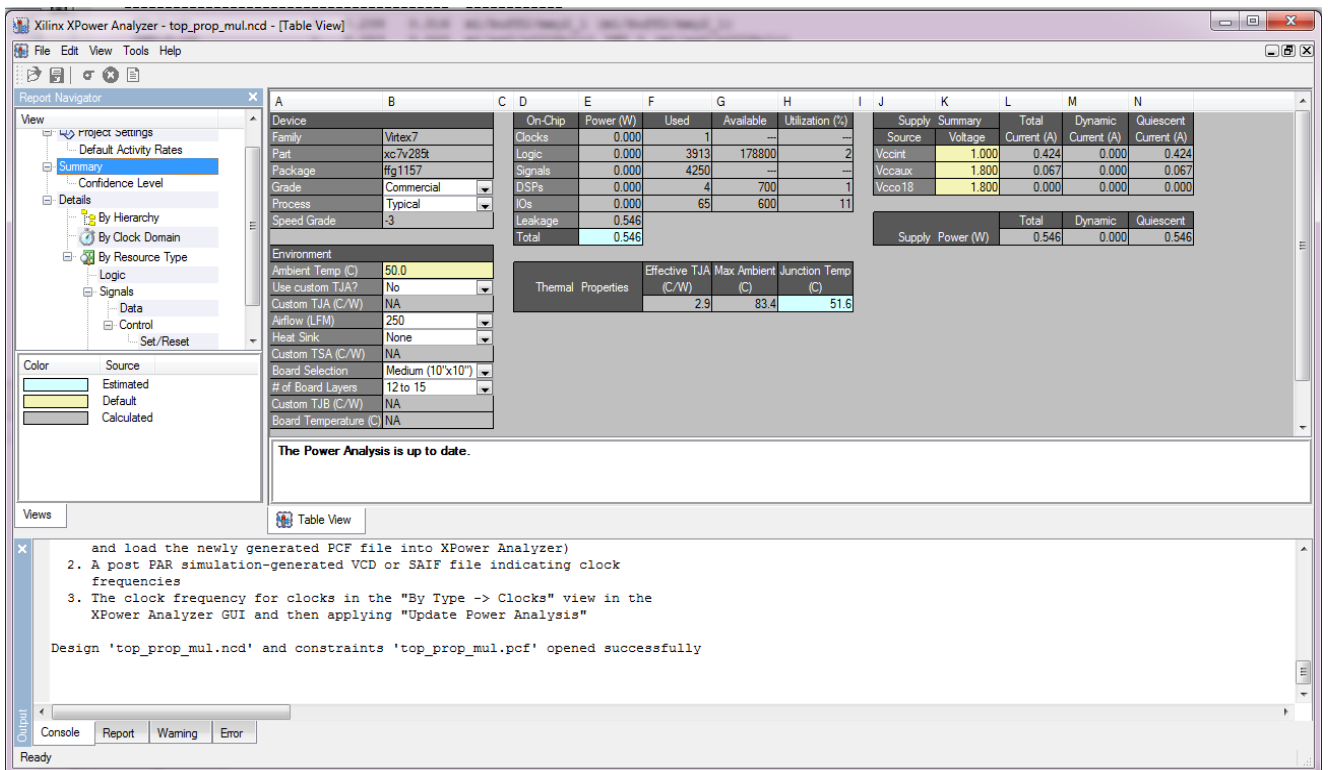 Xilinx XPower Analyzer - top_prop_mul.ncd - [Table View]
File Edit View Tools Help
Report Navigator
View
Project Settings
Default Activity Rates
Summary
Confidence Level
Details
By Hierarchy
By Clock Domain
By Resource Type
Logic
Signals
Data
Control
Set/Reset
Color Source
Estimated
Default
Calculated
Views
A B C D E F G H I J K L M N
Device
Family Virtex7
Part xc7v285t
Package ffg1157
Grade Commercial
Process Typical
Speed Grade -3
Environment
Ambient Temp (C) 50.0
Use custom TJA? No
Custom TJA (C/W) NA
Airflow (LFM) 250
Heat Sink None
Custom TSA (C/W) NA
Board Selection Medium (10"x10")
# of Board Layers 12 to 15
Custom TJB (C/W) NA
Board Temperature (C) NA
On-Chip Power (W) Used Available Utilization (%)
Clocks 0.000 1 --- ---
Logic 0.000 3913 178800 2
Signals 0.000 4250 --- ---
DSPs 0.000 4 700 1
IOs 0.000 65 600 11
Leakage 0.546
Total 0.546
Effective TJA Max Ambient Junction Temp
Thermal Properties (C/W) (C) (C)
2.9 83.4 51.6
Supply Summary Total Dynamic Quiescent
Source Voltage Current (A) Current (A) Current (A)
Vccint 1.000 0.424 0.000 0.424
Vccaux 1.800 0.067 0.000 0.067
Vcco18 1.800 0.000 0.000 0.000
Total Dynamic Quiescent
Supply Power (W) 0.546 0.000 0.546
The Power Analysis is up to date.
Table View
and load the newly generated PCF file into XPower Analyzer)
2. A post PAR simulation-generated VCD or SAIF file indicating clock
frequencies
3. The clock frequency for clocks in the "By Type -> Clocks" view in the
XPower Analyzer GUI and then applying "Update Power Analysis"
Design 'top_prop_mul.ncd' and constraints 'top_prop_mul.pcf' opened successfully
Output
Console Report Warning Error
Ready